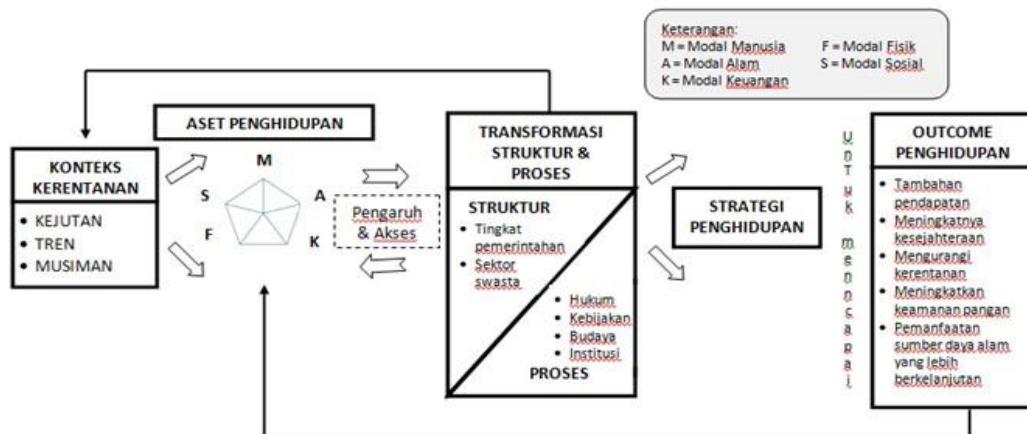 Keterangan:
M = Modal Manusia F = Modal Fisik
A = Modal Alam S = Modal Sosial
K = Modal Keuangan
ASET PENGHIDUPAN
KONTEKS
KERENTANAN
• KEJUTAN
• TREN
• MUSIMAN
M
S
A
F
K
Pengaruh
& Akses
TRANSFORMASI
STRUKTUR &
PROSES
STRUKTUR
• Tingkat
pemerintahan
• Sektor
swasta
• Hukum
• Kebijakan
• Budaya
• Institusi
PROSES
STRATEGI
PENGHIDUPAN
UnTuk menncapai
OUTCOME
PENGHIDUPAN
• Tambahan
pendapatan
• Meningkatnya
kesejahteraan
• Mengurangi
kerentanan
• Meningkatkan
keamanan pangan
• Pemanfaatan
sumber daya alam
yang lebih
berkelanjutan